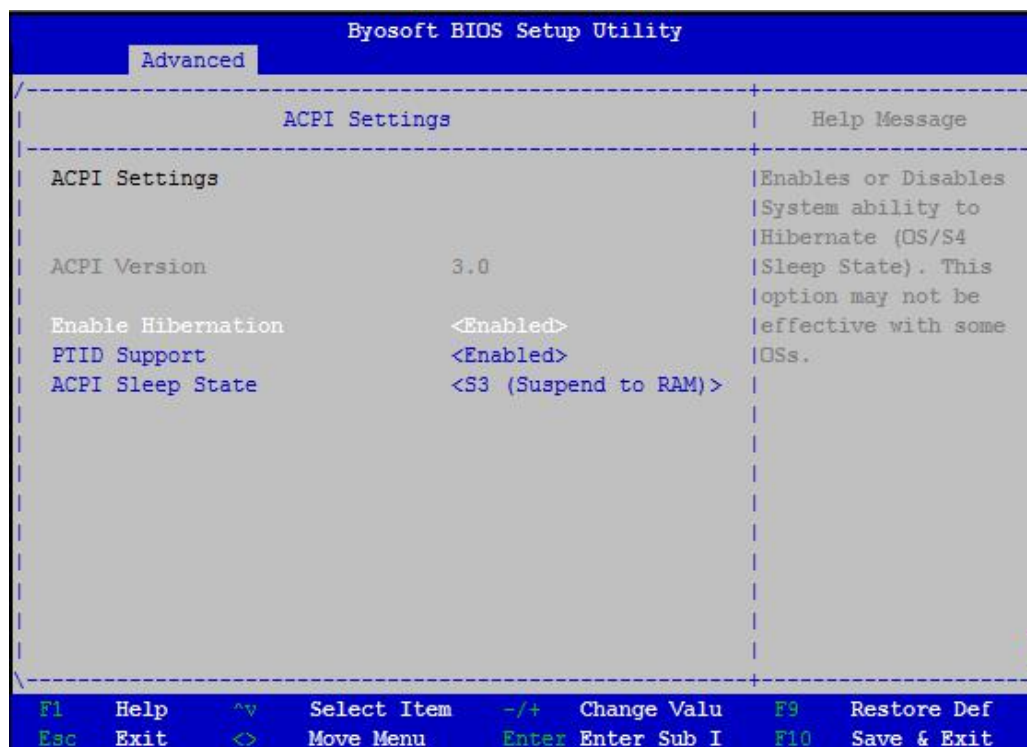 Byosoft BIOS Setup Utility
Advanced
ACPI Settings
Help Message
ACPI Settings
ACPI Version 3.0
Enable Hibernation <Enabled>
PTID Support <Enabled>
ACPI Sleep State <S3 (Suspend to RAM)>
Enables or Disables
System ability to
Hibernate (OS/S4
Sleep State). This
option may not be
effective with some
OSs.
F1 Help ^v Select Item -/+ Change Valu F9 Restore Def
Esc Exit <> Move Menu Enter Enter Sub I F10 Save & Exit